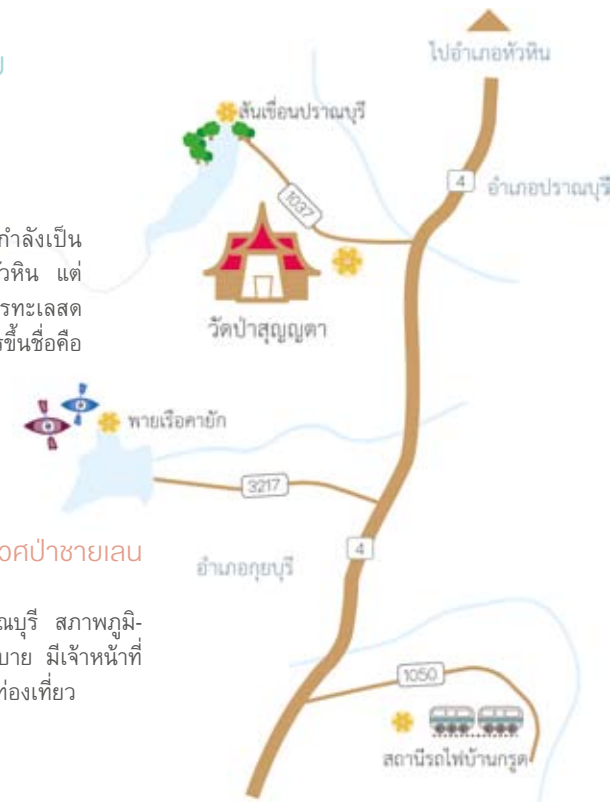 ไปอำเภอหัวหิน
สันเขื่อนปราณบุรี
4
อำเภอปราณบุรี
1037
กำลังเป็น
วหิน แต่
รทะเลสด
รขึ้นชื่อคือ
วัดป่าสุญญตา
พายเรือคายัก
3217
วศป่าชายเลน
4
อำเภอกุยบุรี
ณบุรี สภาพภูมิ-
บาย มีเจ้าหน้าที่
ท่องเที่ยว
1050
สถานีรถไฟบ้านกรูด